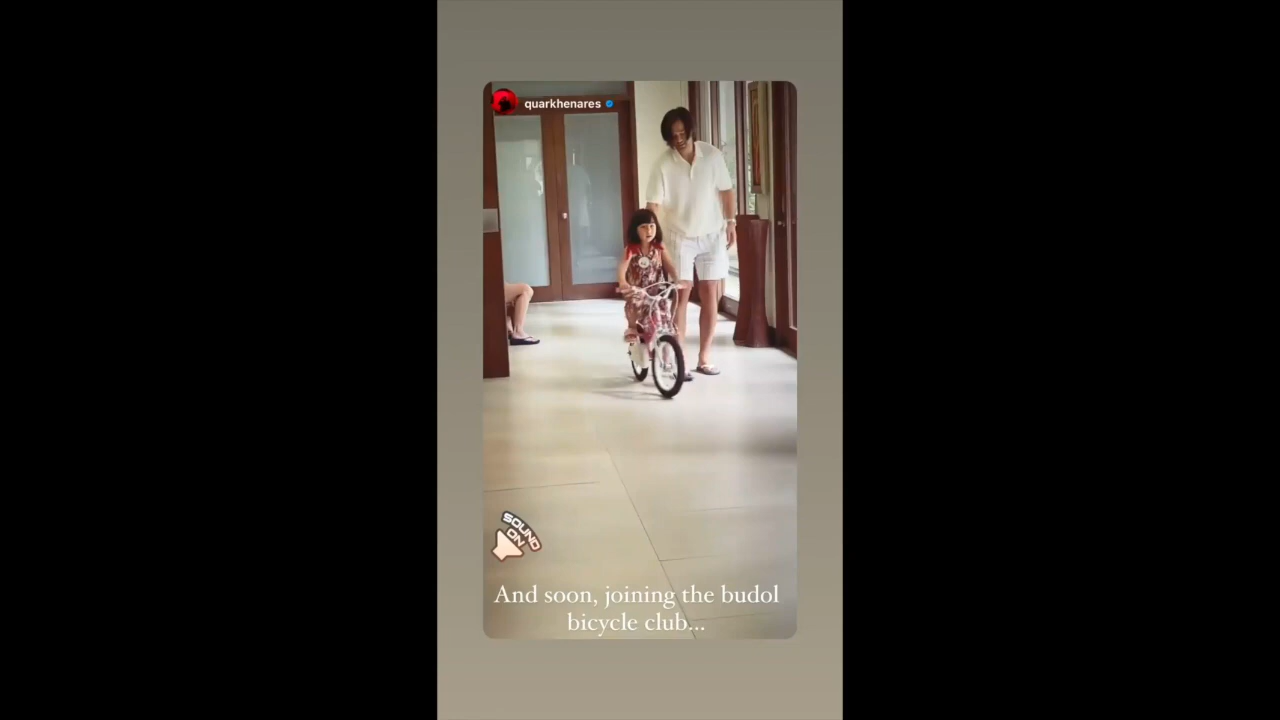 quarkhenares
SOUND
ON
And soon, joining the budol
bicycle club...